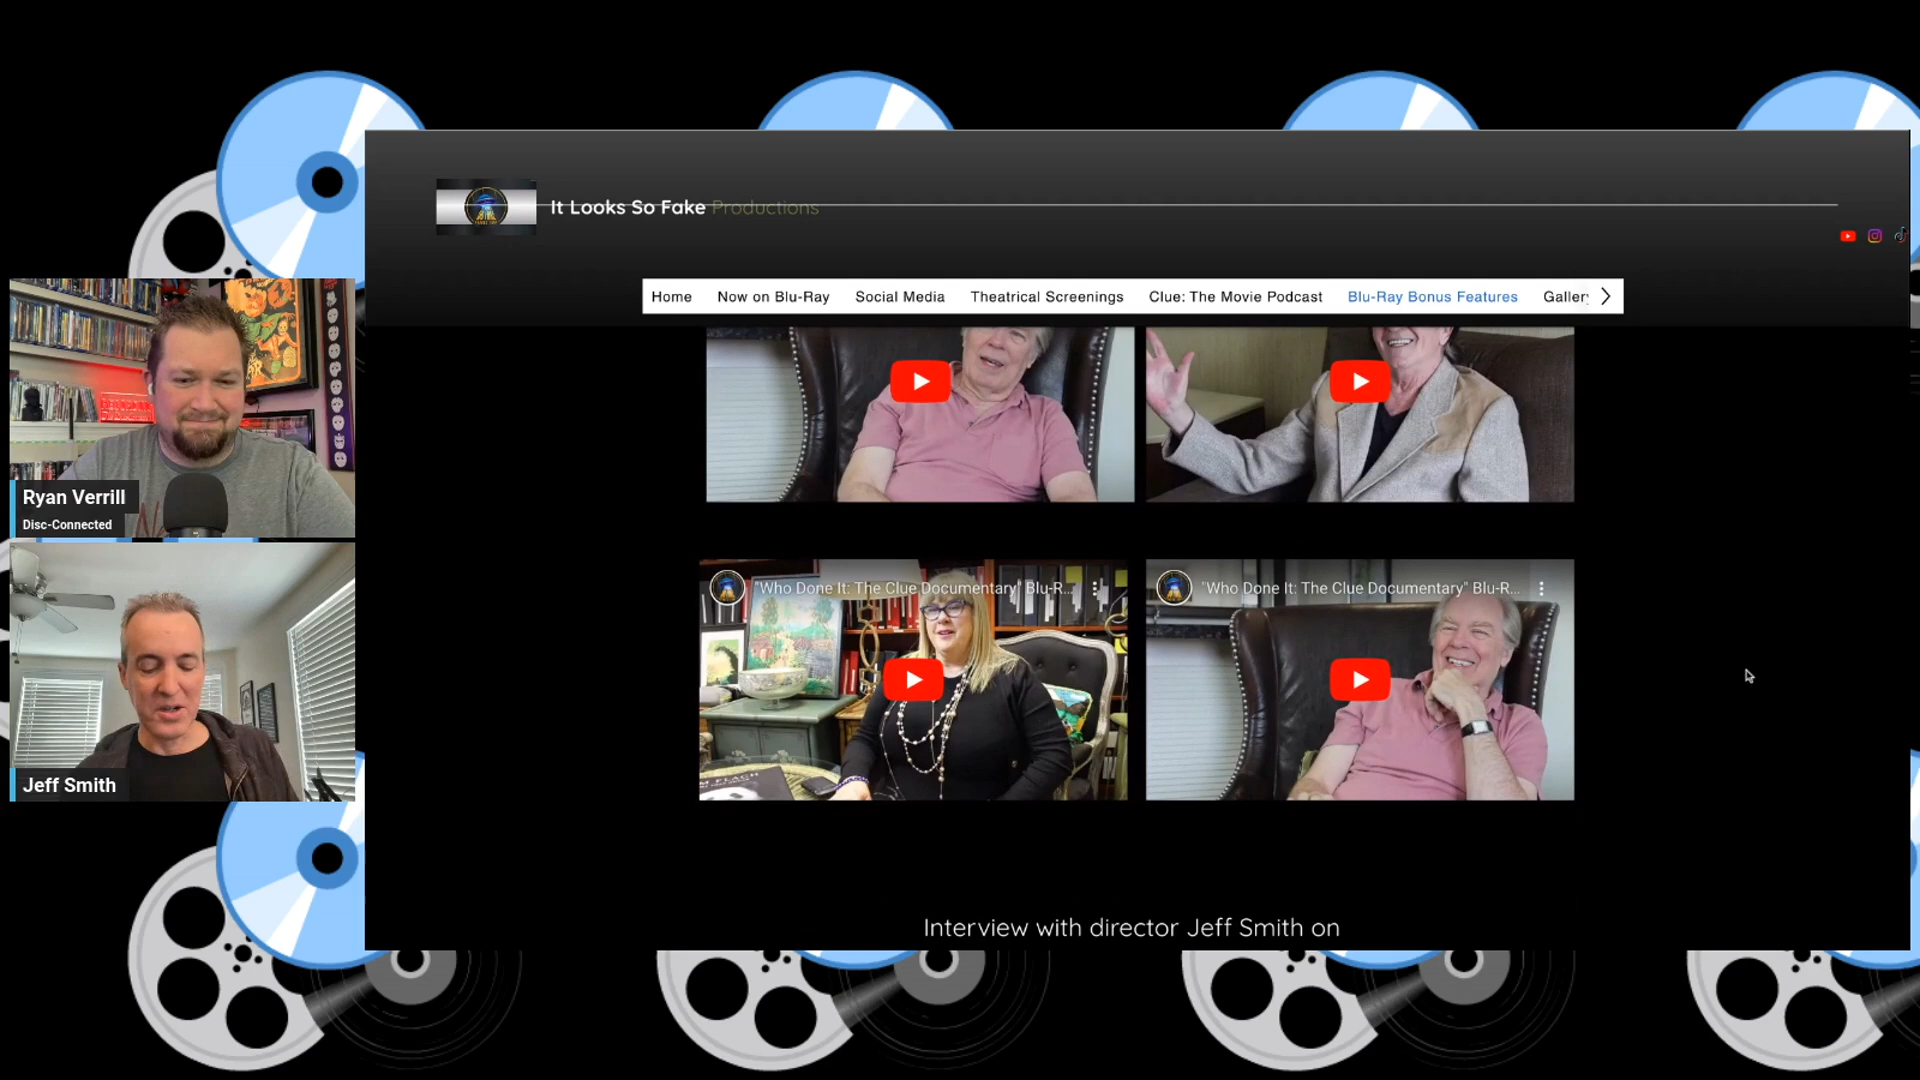 It Looks So Fake Productions
Home Now on Blu-Ray Social Media Theatrical Screenings Clue: The Movie Podcast Blu-Ray Bonus Features Gallery
Ryan Verrill
Disc-Connected
"Who Done It: The Clue Documentary" Blu-R...
"Who Done It: The Clue Documentary" Blu-R...
Jeff Smith
Interview with director Jeff Smith on